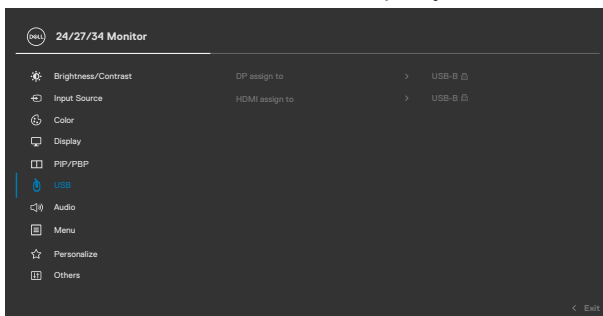 DELL 24/27/34 Monitor
Brightness/Contrast DP assign to > USB-B
Input Source HDMI assign to > USB-B
Color
Display
PIP/PBP
USB
Audio
Menu
Personalize
Others
< Exit